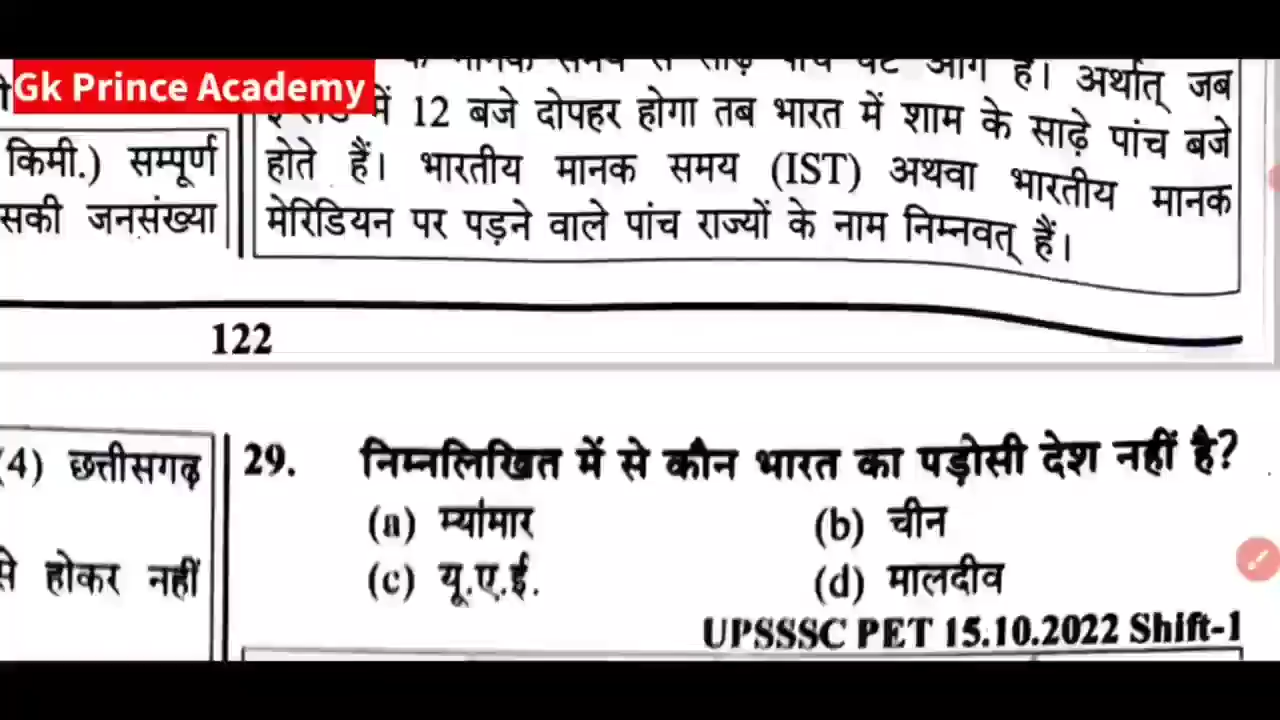 Gk Prince Academy
आगे है। अर्थात् जब
में 12 बजे दोपहर होगा तब भारत में शाम के साढ़े पांच बजे
होते हैं। भारतीय मानक समय (IST) अथवा भारतीय मानक
मेरिडियन पर पड़ने वाले पांच राज्यों के नाम निम्नवत् हैं।
किमी.) सम्पूर्ण
जनसंख्या
122
(4) छत्तीसगढ़
होकर नहीं
29. निम्नलिखित में से कौन भारत का पड़ोसी देश नहीं है?
(a) म्यांमार (b) चीन
(c) यू.ए.ई. (d) मालदीव
UPSSSC PET 15.10.2022 Shift-1